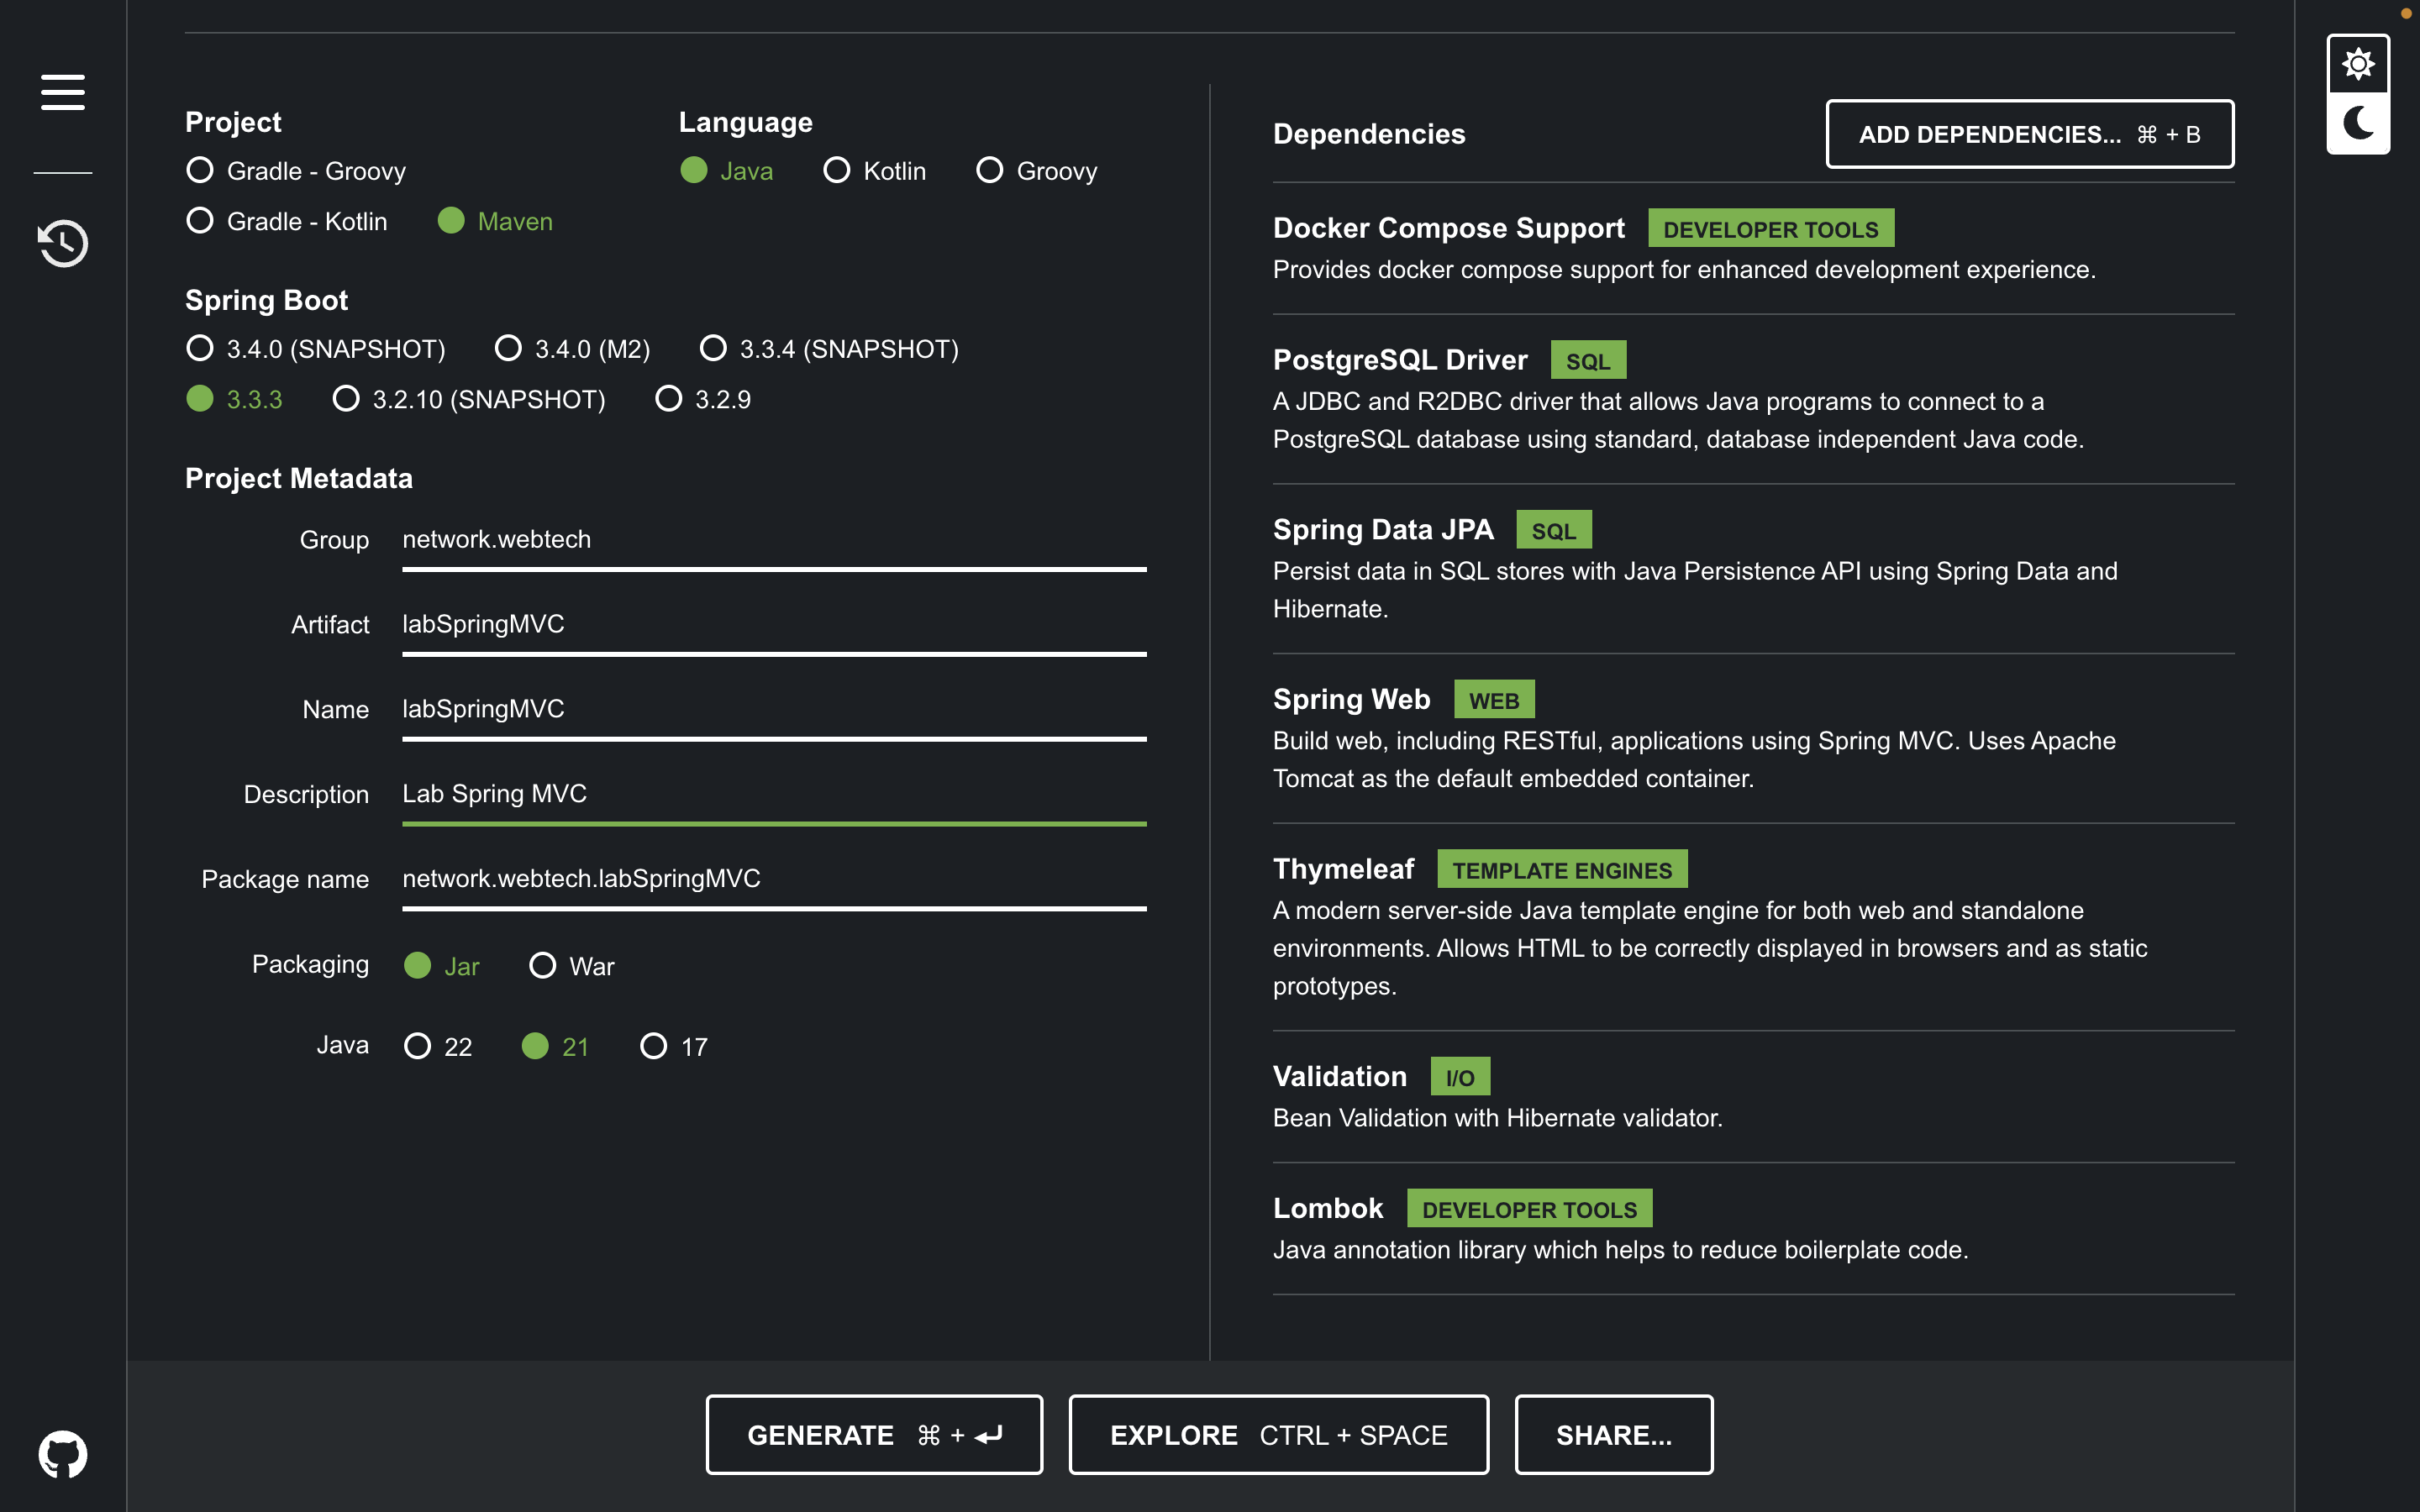 Project
Gradle - Groovy
Gradle - Kotlin Maven
Language
Java Kotlin Groovy
Spring Boot
3.4.0 (SNAPSHOT) 3.4.0 (M2) 3.3.4 (SNAPSHOT)
3.3.3 3.2.10 (SNAPSHOT) 3.2.9
Project Metadata
Group network.webtech
Artifact labSpringMVC
Name labSpringMVC
Description Lab Spring MVC
Package name network.webtech.labSpringMVC
Packaging Jar War
Java 22 21 17
Dependencies ADD DEPENDENCIES... ⌘ + B
Docker Compose Support DEVELOPER TOOLS
Provides docker compose support for enhanced development experience.
PostgreSQL Driver SQL
A JDBC and R2DBC driver that allows Java programs to connect to a
PostgreSQL database using standard, database independent Java code.
Spring Data JPA SQL
Persist data in SQL stores with Java Persistence API using Spring Data and
Hibernate.
Spring Web WEB
Build web, including RESTful, applications using Spring MVC. Uses Apache
Tomcat as the default embedded container.
Thymeleaf TEMPLATE ENGINES
A modern server-side Java template engine for both web and standalone
environments. Allows HTML to be correctly displayed in browsers and as static
prototypes.
Validation I/O
Bean Validation with Hibernate validator.
Lombok DEVELOPER TOOLS
Java annotation library which helps to reduce boilerplate code.
GENERATE ⌘ + ⏎ EXPLORE CTRL + SPACE SHARE...